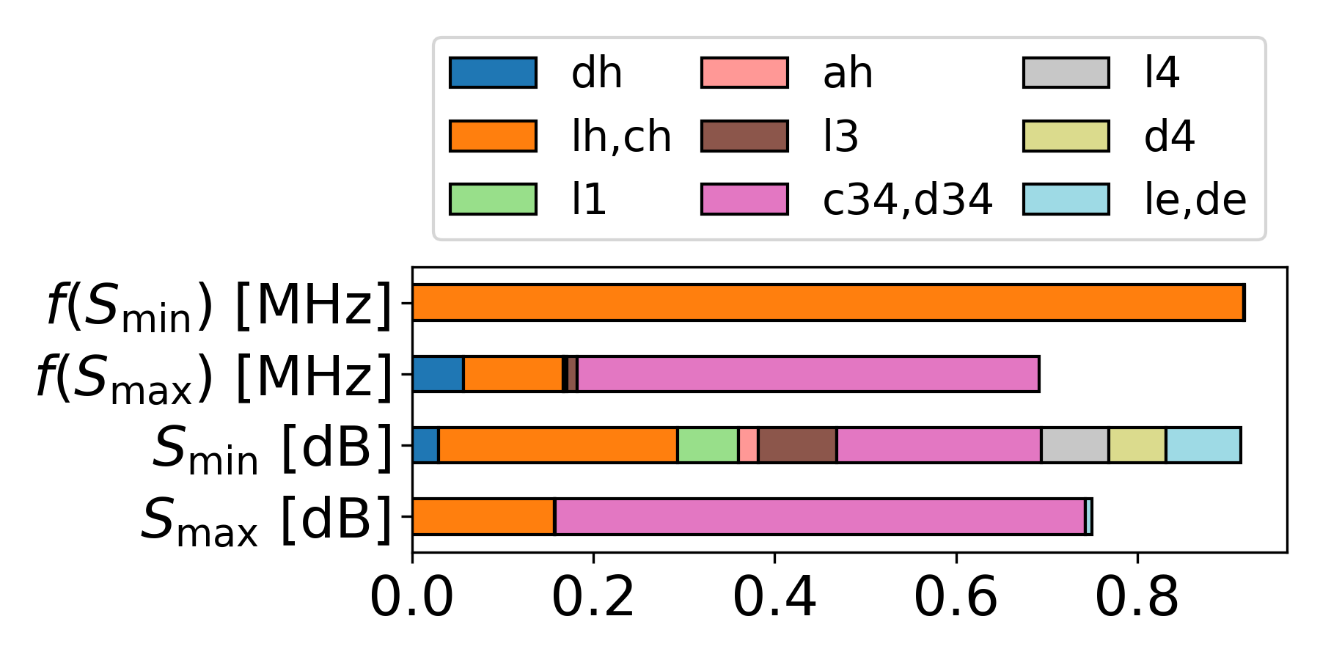 dh ah l4
lh,ch l3 d4
l1 c34,d34 le,de
f(Smin) [MHz]
f(Smax) [MHz]
Smin [dB]
Smax [dB]
0.0 0.2 0.4 0.6 0.8